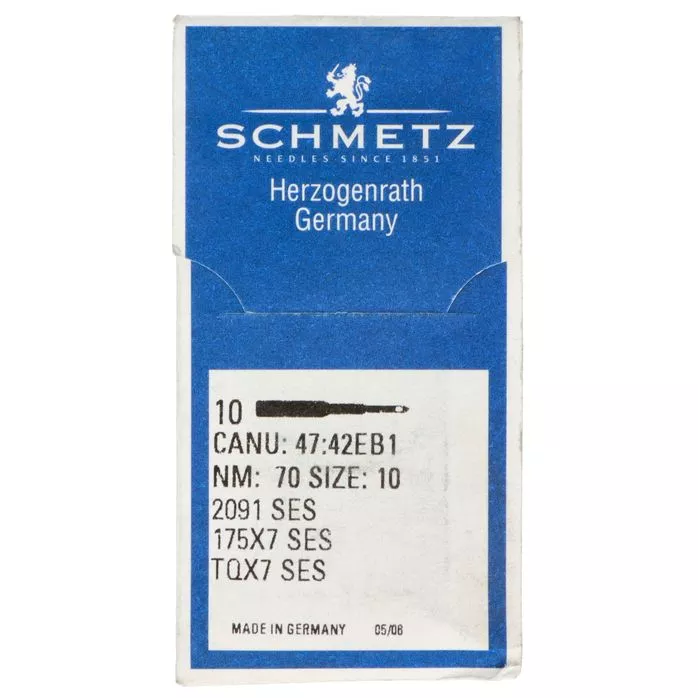 SCHMETZ
NEEDLES SINCE 1851
Herzogenrath
Germany
10
CANU: 47:42EB1
NM: 70 SIZE: 10
2091 SES
175X7 SES
TQX7 SES
MADE IN GERMANY 05/08